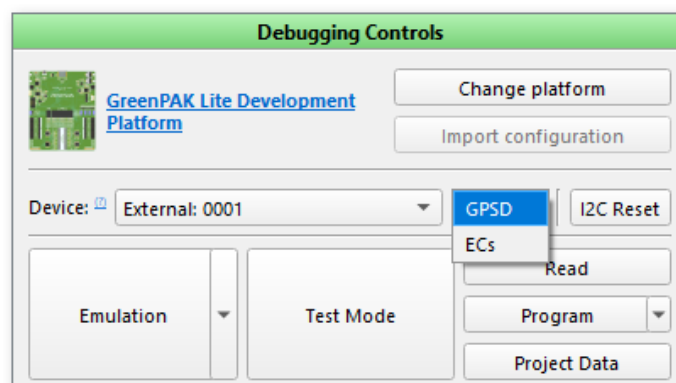 Debugging Controls
GreenPAK Lite Development
Platform
Change platform
Import configuration
Device: (?)
External: 0001
GPSD
ECs
I2C Reset
Emulation
Test Mode
Read
Program
Project Data